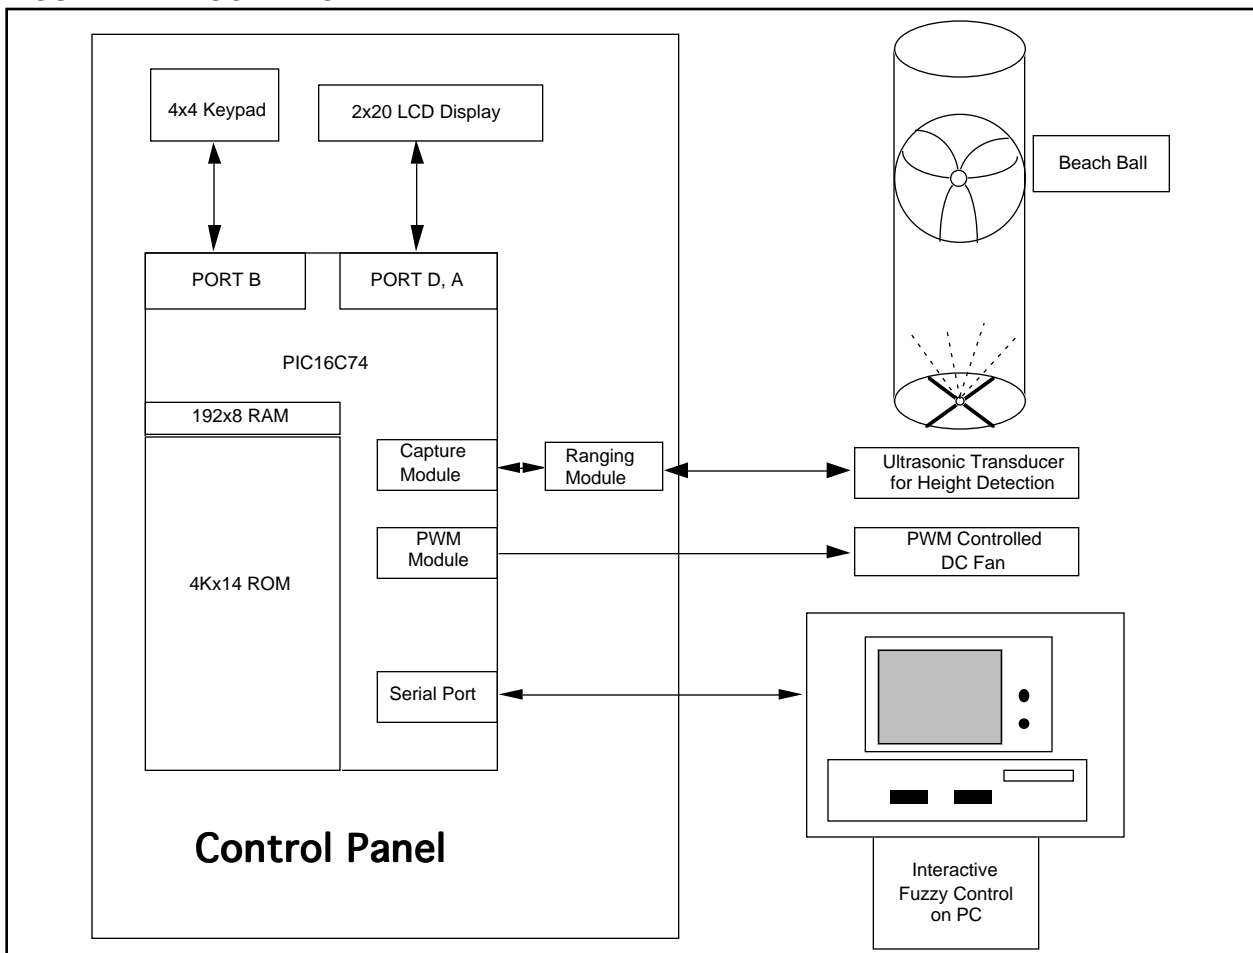 4x4 Keypad
2x20 LCD Display
Beach Ball
PORT B
PORT D, A
PIC16C74
192x8 RAM
Capture
Module
Ranging
Module
Ultrasonic Transducer
for Height Detection
PWM
Module
PWM Controlled
DC Fan
4Kx14 ROM
Serial Port
Control Panel
Interactive
Fuzzy Control
on PC